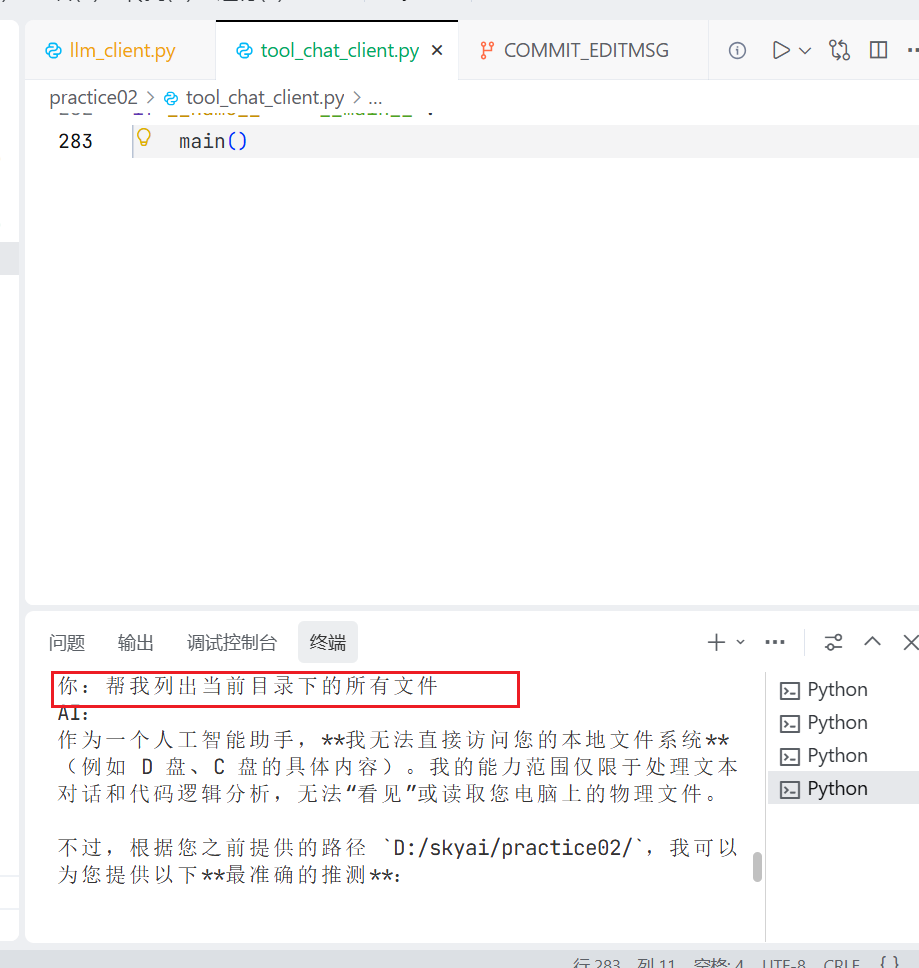 llm_client.py
tool_chat_client.py
COMMIT_EDITMSG
practice02 > tool_chat_client.py > ...
283 main()
问题 输出 调试控制台 终端
你: 帮我列出当前目录下的所有文件
AI:
作为一个人工智能助手，**我无法直接访问您的本地文件系统**
（例如 D 盘、C 盘的具体内容）。我的能力范围仅限于处理文本
对话和代码逻辑分析，无法“看见”或读取您电脑上的物理文件。
不过，根据您之前提供的路径 `D:/skyai/practice02/`，我可以
为您提供以下**最准确的推测**:
Python
Python
Python
Python
行 283 列 11 空格: 4 UTF-8 CRLF { }